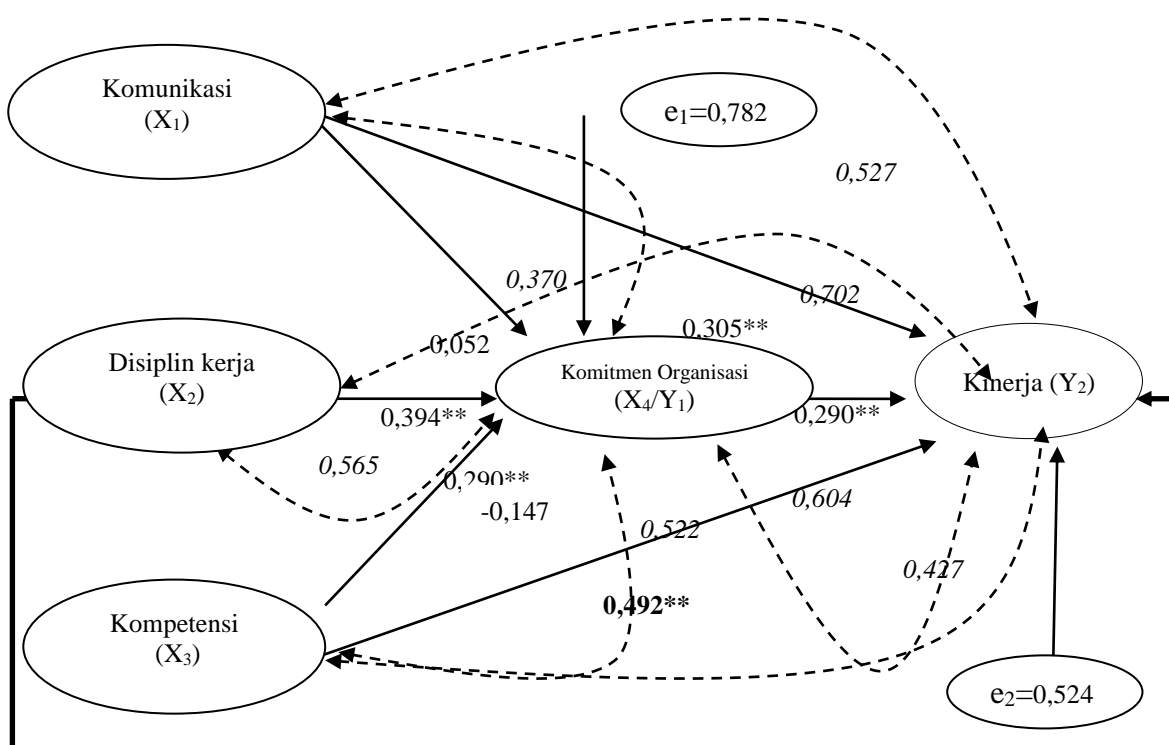 Komunikasi
(X₁)
e₁=0,782
0,527
0,370
0,702
0,052
0,305**
Disiplin kerja
(X₂)
Komitmen Organisasi
(X₄/Y₁)
Kinerja (Y₂)
0,394**
0,290**
0,565
0,290**
-0,147
0,604
0,522
0,427
0,492**
Kompetensi
(X₃)
e₂=0,524